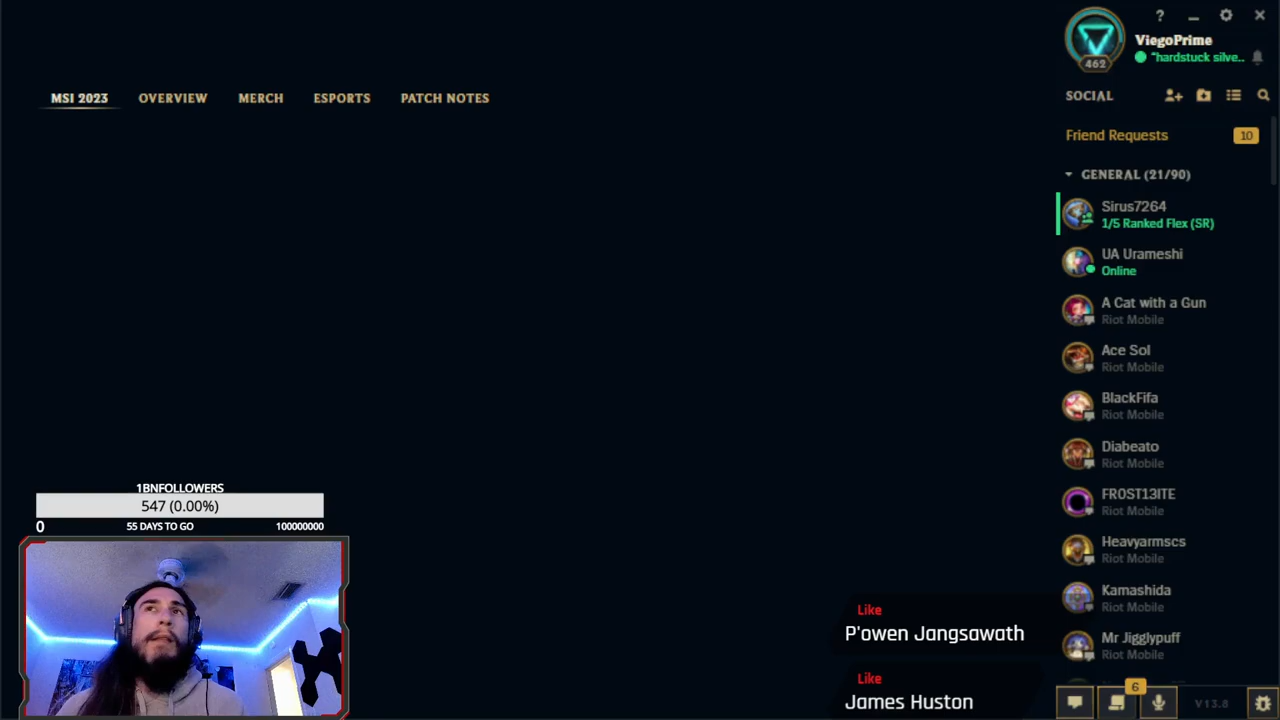 ViegoPrime
"hardstuck silve..
462
MSI 2023
OVERVIEW
MERCH
ESPORTS
PATCH NOTES
SOCIAL
Friend Requests
10
GENERAL (21/90)
Sirus7264
1/5 Ranked Flex (SR)
UA Urameshi
Online
A Cat with a Gun
Riot Mobile
Ace Sol
Riot Mobile
BlackFifa
Riot Mobile
Diabeato
Riot Mobile
FR0ST13ITE
Riot Mobile
Heavyarmscs
Riot Mobile
Kamashida
Riot Mobile
Mr Jigglypuff
Riot Mobile
6
V13.8
1BNFOLLOWERS
547 (0.00%)
0
55 DAYS TO GO
100000000
Like
P'owen Jangsawath
Like
James Huston